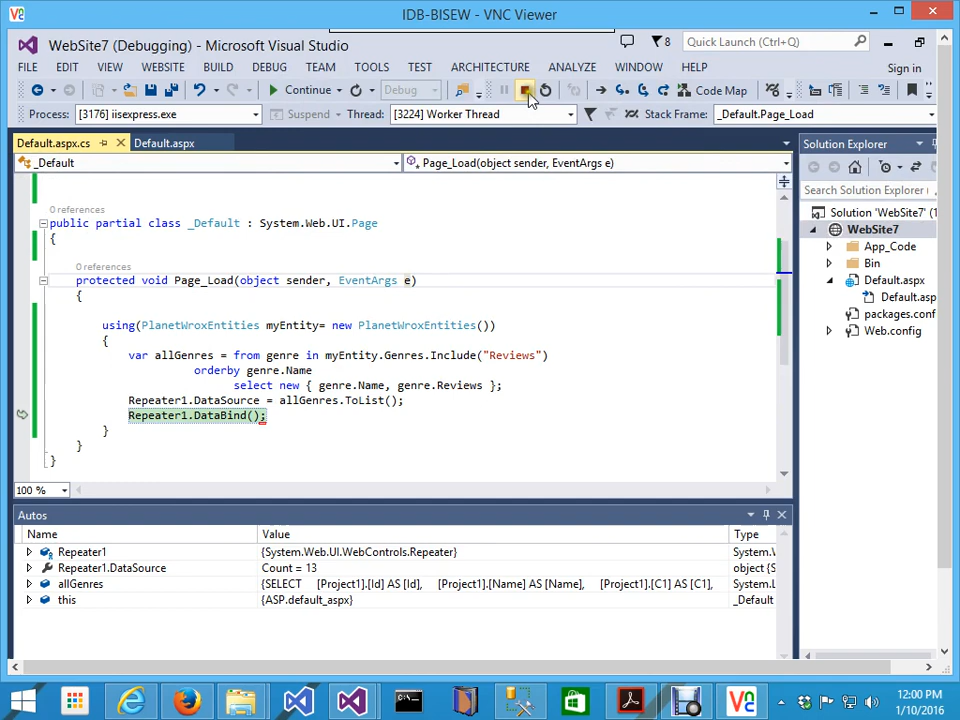 IDB-BISEW - VNC Viewer
WebSite7 (Debugging) - Microsoft Visual Studio
8
Quick Launch (Ctrl+Q)
FILE EDIT VIEW WEBSITE BUILD DEBUG TEAM TOOLS TEST ARCHITECTURE ANALYZE WINDOW HELP
Sign in
Continue
Debug
Code Map
Process: [3176] iisexpress.exe
Suspend
Thread: [3224] Worker Thread
Stack Frame: _Default.Page_Load
Default.aspx.cs
Default.aspx
_Default
Page_Load(object sender, EventArgs e)
0 references
public partial class _Default : System.Web.UI.Page
{
0 references
protected void Page_Load(object sender, EventArgs e)
{
using(PlanetWroxEntities myEntity= new PlanetWroxEntities())
{
var allGenres = from genre in myEntity.Genres.Include("Reviews")
orderby genre.Name
select new { genre.Name, genre.Reviews };
Repeater1.DataSource = allGenres.ToList();
Repeater1.DataBind();
}
}
}
100 %
Solution Explorer
Search Solution Explorer
Solution 'WebSite7' (1
WebSite7
App_Code
Bin
Default.aspx
Default.asp
packages.conf
Web.config
Autos
Name Value Type
Repeater1 {System.Web.UI.WebControls.Repeater} System.W
Repeater1.DataSource Count = 13 object {S
allGenres {SELECT [Project1].[Id] AS [Id], [Project1].[Name] AS [Name], [Project1].[C1] AS [C1], System.L
this {ASP.default_aspx} _Default
12:00 PM
1/10/2016